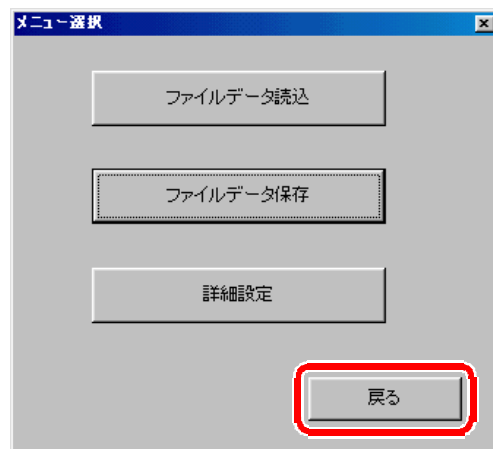 メニュー選択
ファイルデータ読込
ファイルデータ保存
詳細設定
戻る